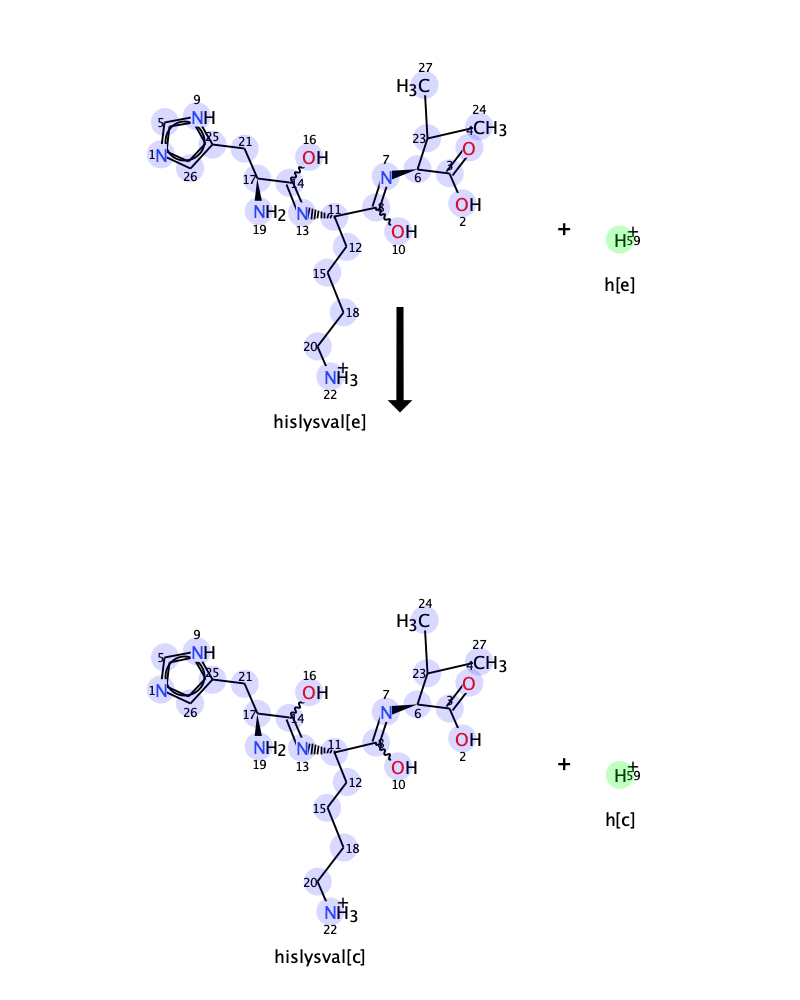 27
H3C
24
CH3
9
NH
5
25
21
16
OH
23
4
O
7
N
3
6
1
N
26
17
14
NH2
19
N
13
11
8
OH
10
OH
2
12
15
18
20
NH3
+
22
hislysval[e]
+
H
+
59
h[e]
24
H3C
27
CH3
9
NH
5
25
21
16
OH
23
4
O
7
N
3
6
1
N
26
17
14
NH2
19
N
13
11
8
OH
10
OH
2
12
15
18
20
NH3
+
22
hislysval[c]
+
H
+
59
h[c]